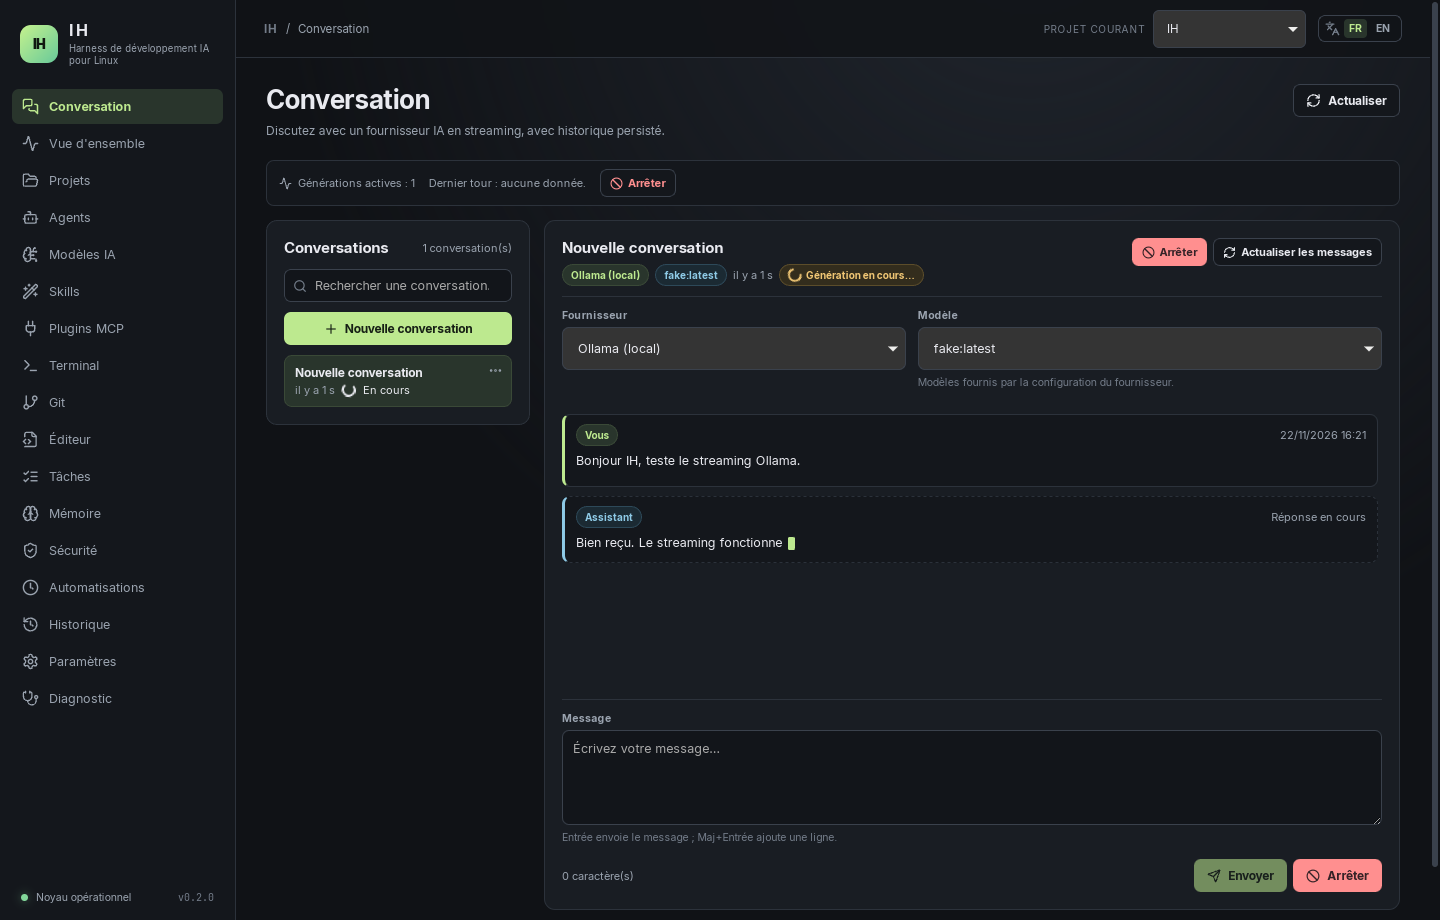 IH
IH
Harness de développement IA
pour Linux
Conversation
Vue d'ensemble
Projets
Agents
Modèles IA
Skills
Plugins MCP
Terminal
Git
Éditeur
Tâches
Mémoire
Sécurité
Automatisations
Historique
Paramètres
Diagnostic
Noyau opérationnel v0.2.0
IH / Conversation
PROJET COURANT IH FR EN
Conversation
Actualiser
Discutez avec un fournisseur IA en streaming, avec historique persisté.
Générations actives : 1 Dernier tour : aucune donnée. Arrêter
Conversations 1 conversation(s)
Rechercher une conversation.
Nouvelle conversation
Nouvelle conversation
il y a 1 s En cours
Nouvelle conversation
Arrêter Actualiser les messages
Ollama (local) fake:latest il y a 1 s Génération en cours…
Fournisseur Modèle
Ollama (local) fake:latest
Modèles fournis par la configuration du fournisseur.
Vous 22/11/2026 16:21
Bonjour IH, teste le streaming Ollama.
Assistant Réponse en cours
Bien reçu. Le streaming fonctionne
Message
Écrivez votre message…
Entrée envoie le message ; Maj+Entrée ajoute une ligne.
0 caractère(s) Envoyer Arrêter